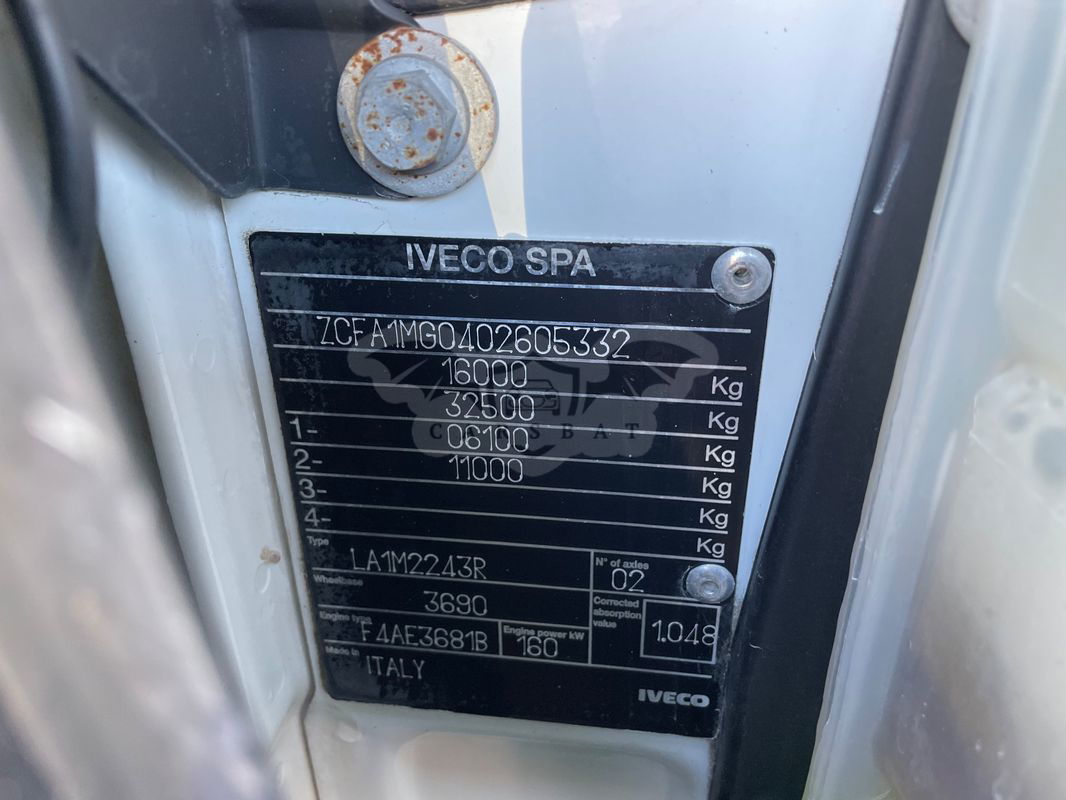 IVECO SPA
ZCFA1MG0402605332
16000 Kg
32500 Kg
1- 06100 Kg
2- 11000 Kg
3- Kg
4- Kg
Type LA1M2243R
N° of axles 02
Wheelbase 3690
Corrected absorption value 1.048
Engine type F4AE3681B
Engine power kW 160
Made in ITALY
IVECO
CARSBAT